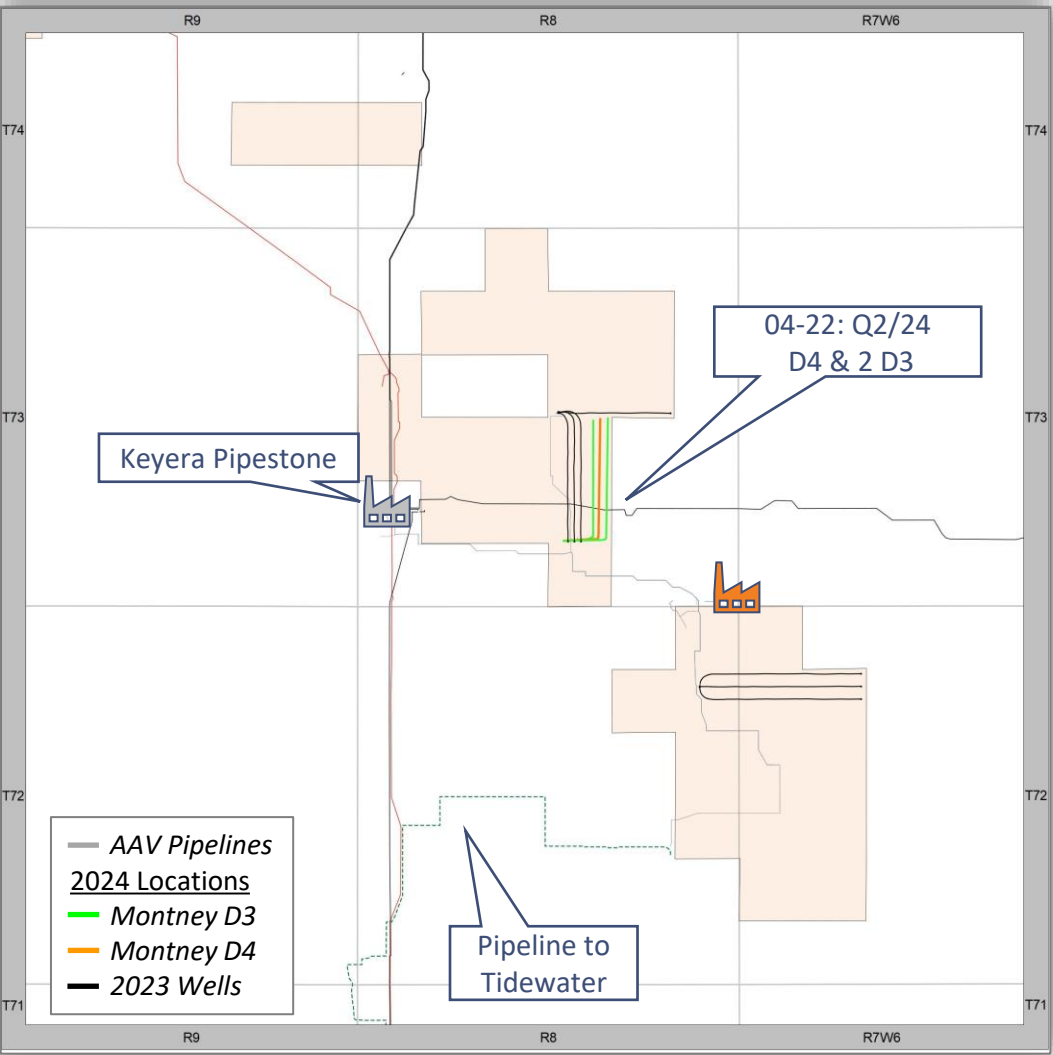 R9
R8
R7W6
T74
T74
04-22: Q2/24
D4 & 2 D3
T73
T73
Keyera Pipestone
T72
T72
AAV Pipelines
2024 Locations
Montney D3
Montney D4
2023 Wells
Pipeline to
Tidewater
T71
T71
R9
R8
R7W6